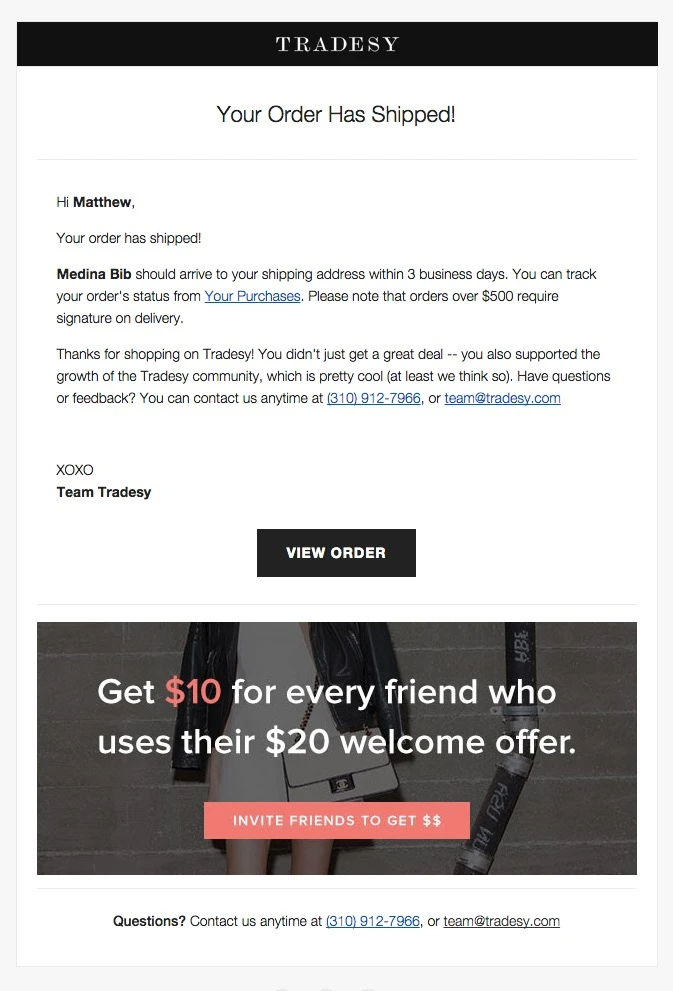 TRADESY
Your Order Has Shipped!
Hi Matthew,
Your order has shipped!
Medina Bib should arrive to your shipping address within 3 business days. You can track
your order's status from Your Purchases. Please note that orders over $500 require
signature on delivery.
Thanks for shopping on Tradesy! You didn't just get a great deal -- you also supported the
growth of the Tradesy community, which is pretty cool (at least we think so). Have questions
or feedback? You can contact us anytime at (310) 912-7966, or team@tradesy.com
XOXO
Team Tradesy
VIEW ORDER
Get $10 for every friend who
uses their $20 welcome offer.
INVITE FRIENDS TO GET $$
Questions? Contact us anytime at (310) 912-7966, or team@tradesy.com